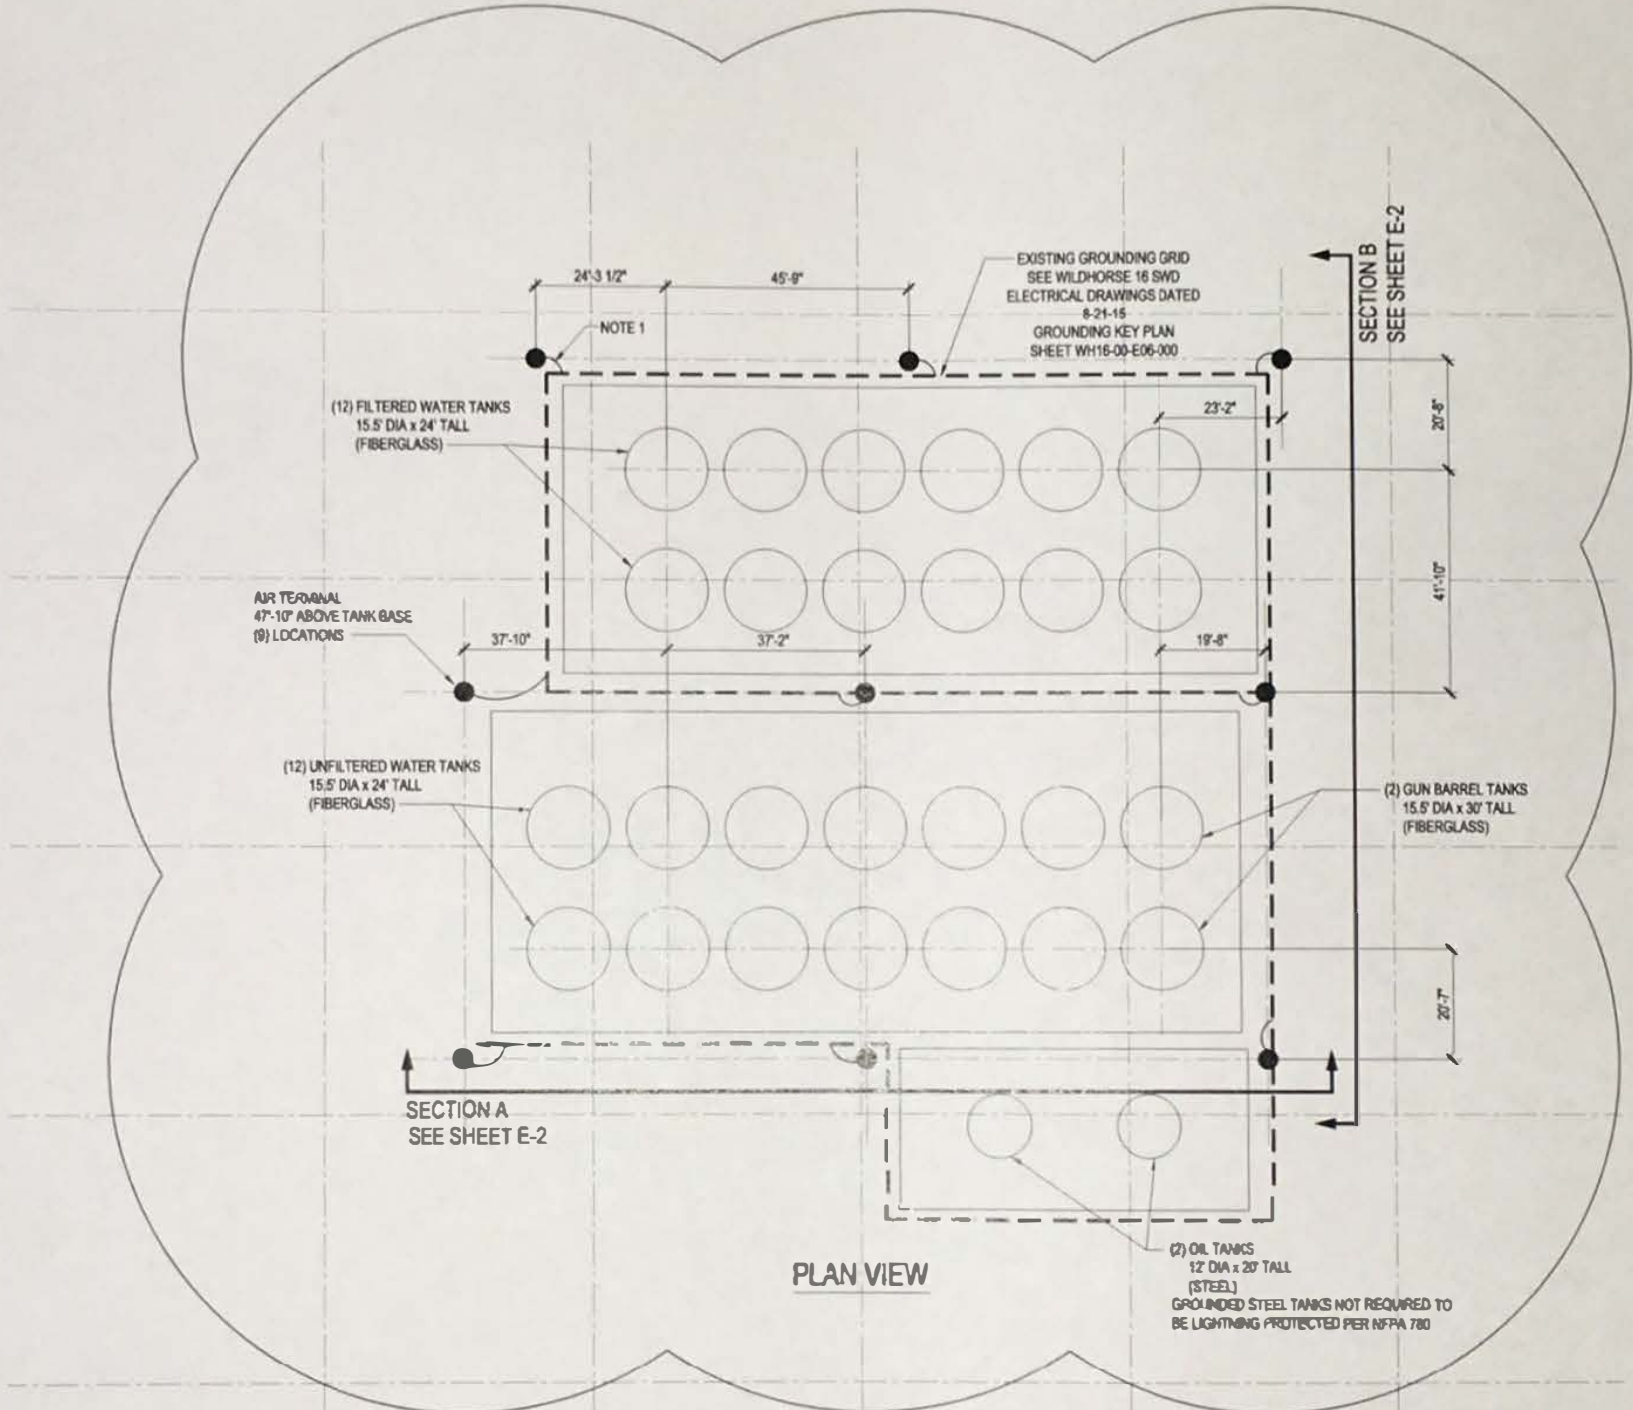 24'-3 1/2"
45'-9"
EXISTING GROUNDING GRID
SEE WILDHORSE 16 SWD
ELECTRICAL DRAWINGS DATED
8-21-15
GROUNDING KEY PLAN
SHEET WH16-00-E06-000
SECTION B
SEE SHEET E-2
NOTE 1
(12) FILTERED WATER TANKS
15.5' DIA x 24' TALL
(FIBERGLASS)
23'-2"
20'-8"
41'-10"
AIR TERMINAL
47'-10" ABOVE TANK BASE
(9) LOCATIONS
37'-10"
37'-2"
19'-8"
(12) UNFILTERED WATER TANKS
15.5' DIA x 24' TALL
(FIBERGLASS)
(2) GUN BARREL TANKS
15.5' DIA x 30' TALL
(FIBERGLASS)
20'-7"
SECTION A
SEE SHEET E-2
PLAN VIEW
(2) OIL TANKS
12' DIA x 20' TALL
(STEEL)
GROUNDED STEEL TANKS NOT REQUIRED TO
BE LIGHTNING PROTECTED PER NFPA 780